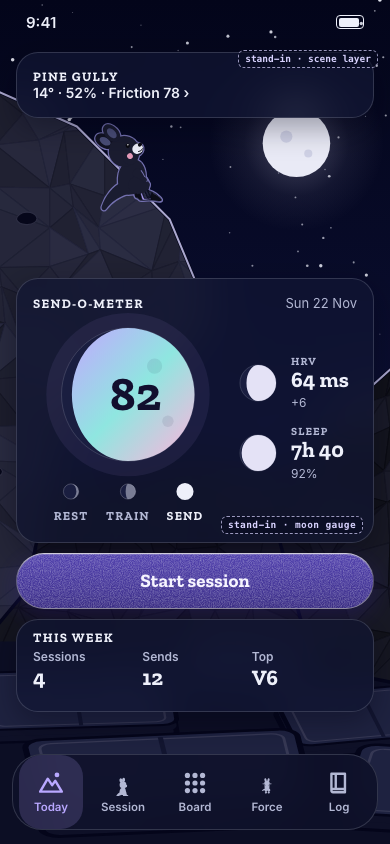 9:41
stand-in · scene layer
PINE GULLY
14° · 52% · Friction 78 ›
SEND-O-METER
Sun 22 Nov
82
HRV
64 ms
+6
SLEEP
7h 40
92%
REST TRAIN SEND
stand-in · moon gauge
Start session
THIS WEEK
Sessions Sends Top
4 12 V6
Today Session Board Force Log